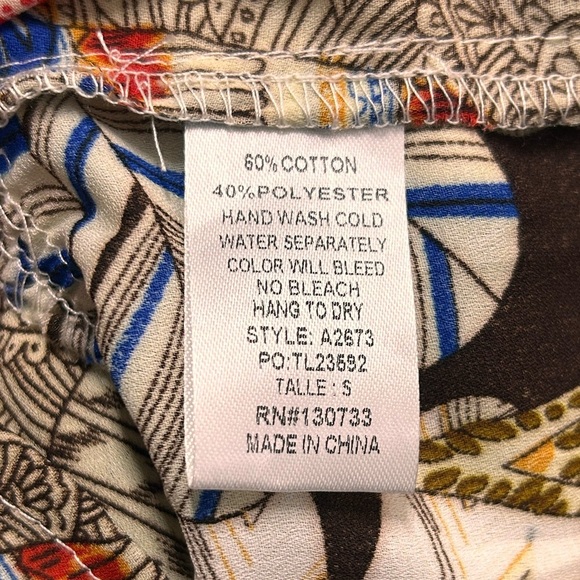 60% COTTON
40%POLYESTER
HAND WASH COLD
WATER SEPARATELY
COLOR WILL BLEED
NO BLEACH
HANG TO DRY
STYLE: A2673
PO:TL23592
TALLE : S
RN#130733
MADE IN CHINA